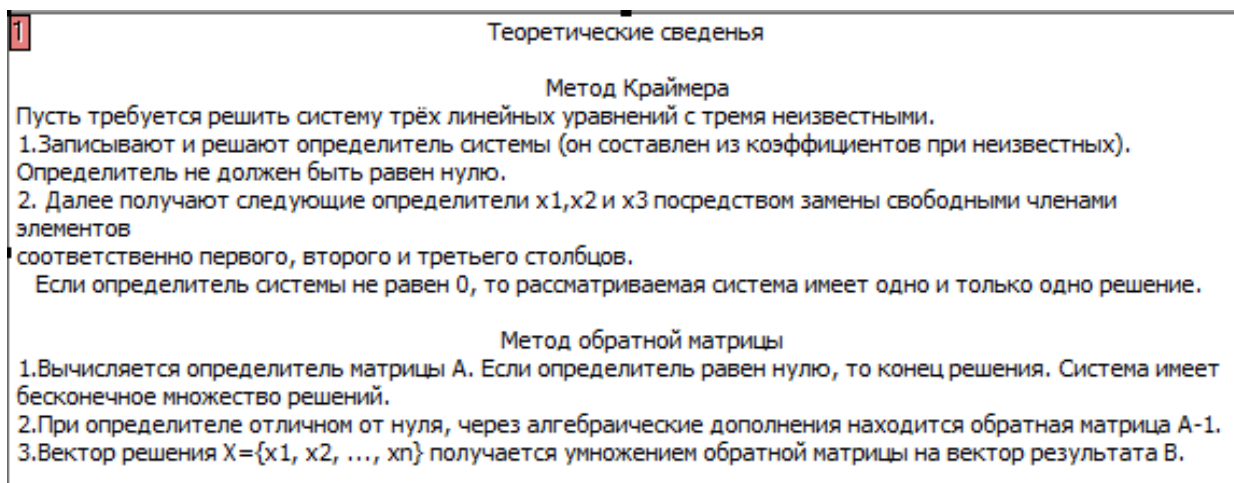 1
Теоретические сведенья
Метод Краймера
Пусть требуется решить систему трёх линейных уравнений с тремя неизвестными.
1.Записывают и решают определитель системы (он составлен из коэффициентов при неизвестных).
Определитель не должен быть равен нулю.
2. Далее получают следующие определители x1,x2 и x3 посредством замены свободными членами
элементов
соответственно первого, второго и третьего столбцов.
Если определитель системы не равен 0, то рассматриваемая система имеет одно и только одно решение.
Метод обратной матрицы
1.Вычисляется определитель матрицы А. Если определитель равен нулю, то конец решения. Система имеет
бесконечное множество решений.
2.При определителе отличном от нуля, через алгебраические дополнения находится обратная матрица А-1.
3.Вектор решения X={x1, x2, ..., xn} получается умножением обратной матрицы на вектор результата В.